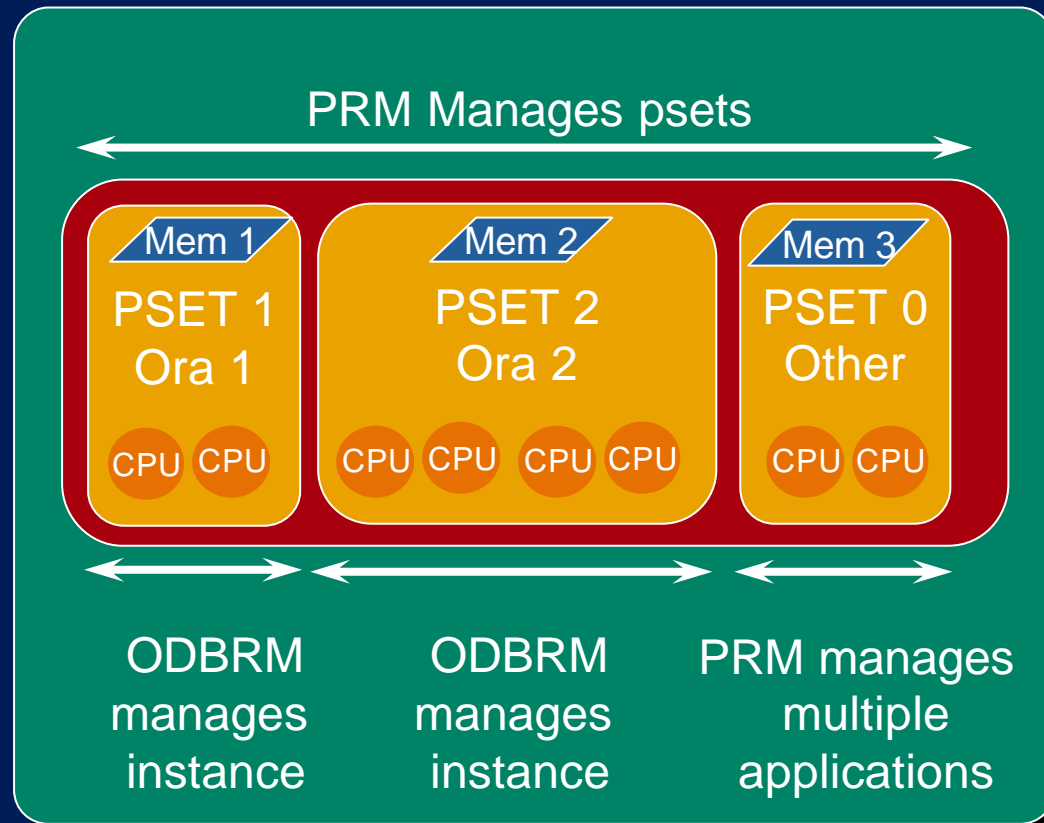 PRM Manages psets
Mem 1
PSET 1
Ora 1
CPU CPU
Mem 2
PSET 2
Ora 2
CPU CPU CPU CPU
Mem 3
PSET 0
Other
CPU CPU
ODBRM
manages
instance
ODBRM
manages
instance
PRM manages
multiple
applications